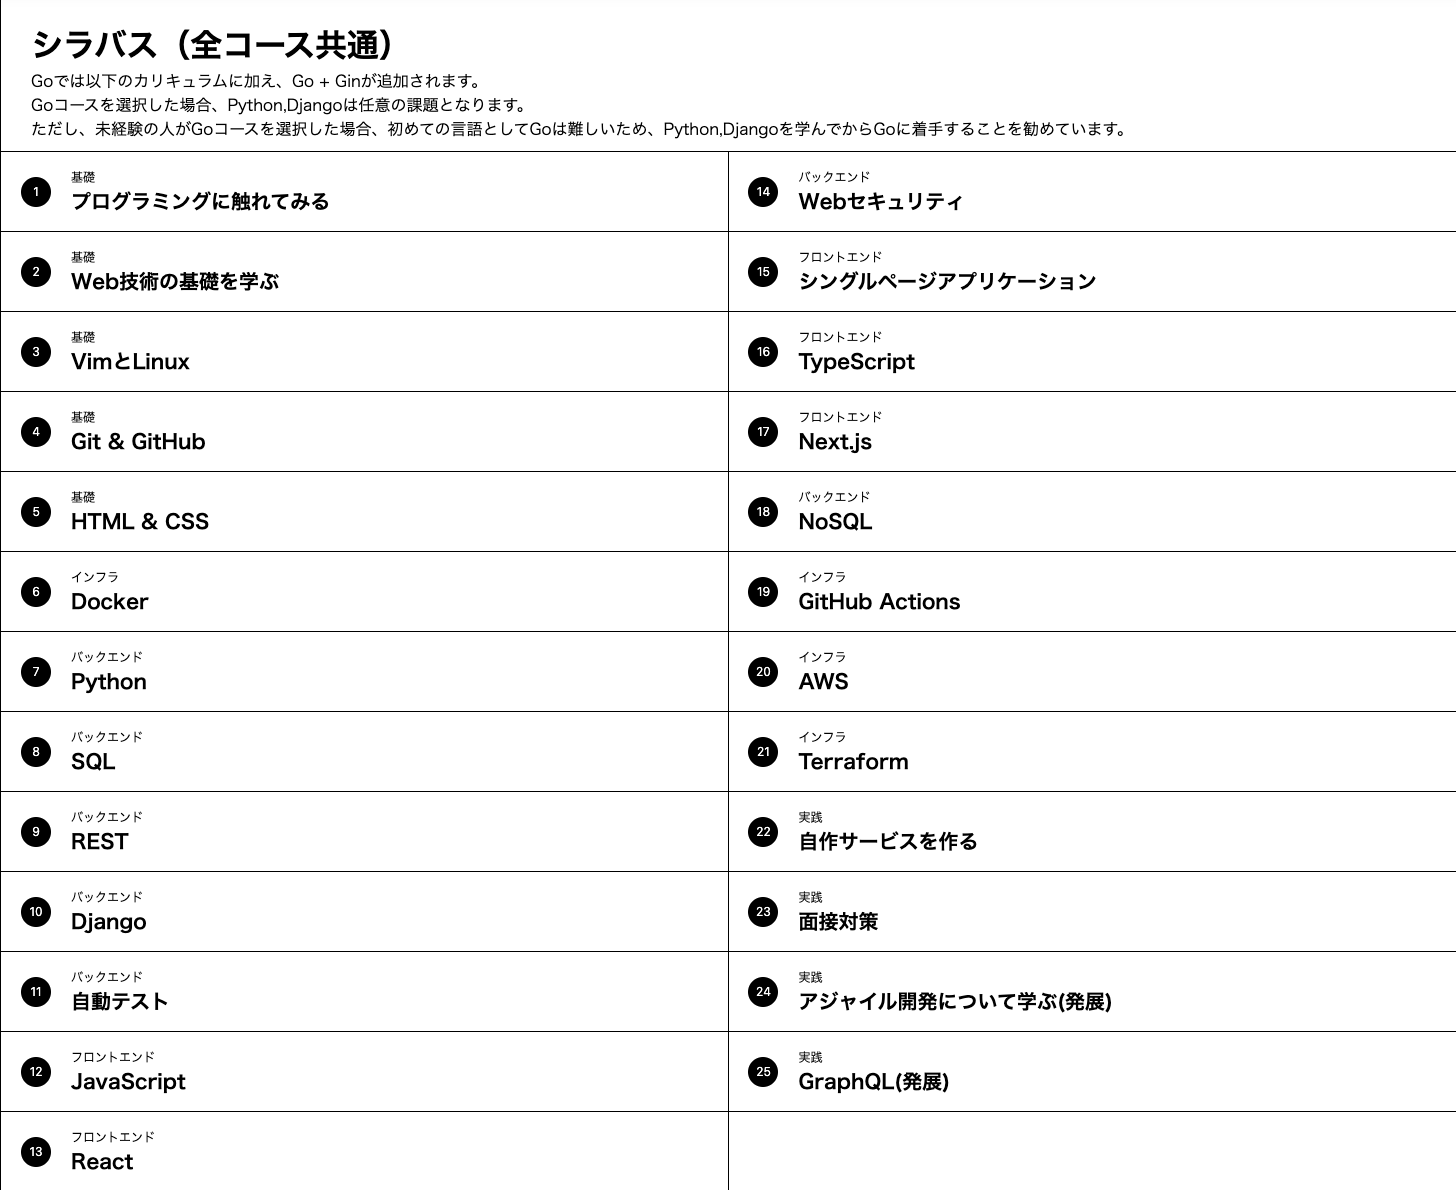 シラバス（全コース共通）
Goでは以下のカリキュラムに加え、Go + Ginが追加されます。
Goコースを選択した場合、Python,Djangoは任意の課題となります。
ただし、未経験の人がGoコースを選択した場合、初めての言語としてGoは難しいため、Python,Djangoを学んでからGoに着手することを勧めています。
1
基礎
プログラミングに触れてみる
2
基礎
Web技術の基礎を学ぶ
3
基礎
VimとLinux
4
基礎
Git & GitHub
5
基礎
HTML & CSS
6
インフラ
Docker
7
バックエンド
Python
8
バックエンド
SQL
9
バックエンド
REST
10
バックエンド
Django
11
バックエンド
自動テスト
12
フロントエンド
JavaScript
13
フロントエンド
React
14
バックエンド
Webセキュリティ
15
フロントエンド
シングルページアプリケーション
16
フロントエンド
TypeScript
17
フロントエンド
Next.js
18
バックエンド
NoSQL
19
インフラ
GitHub Actions
20
インフラ
AWS
21
インフラ
Terraform
22
実践
自作サービスを作る
23
実践
面接対策
24
実践
アジャイル開発について学ぶ(発展)
25
実践
GraphQL(発展)